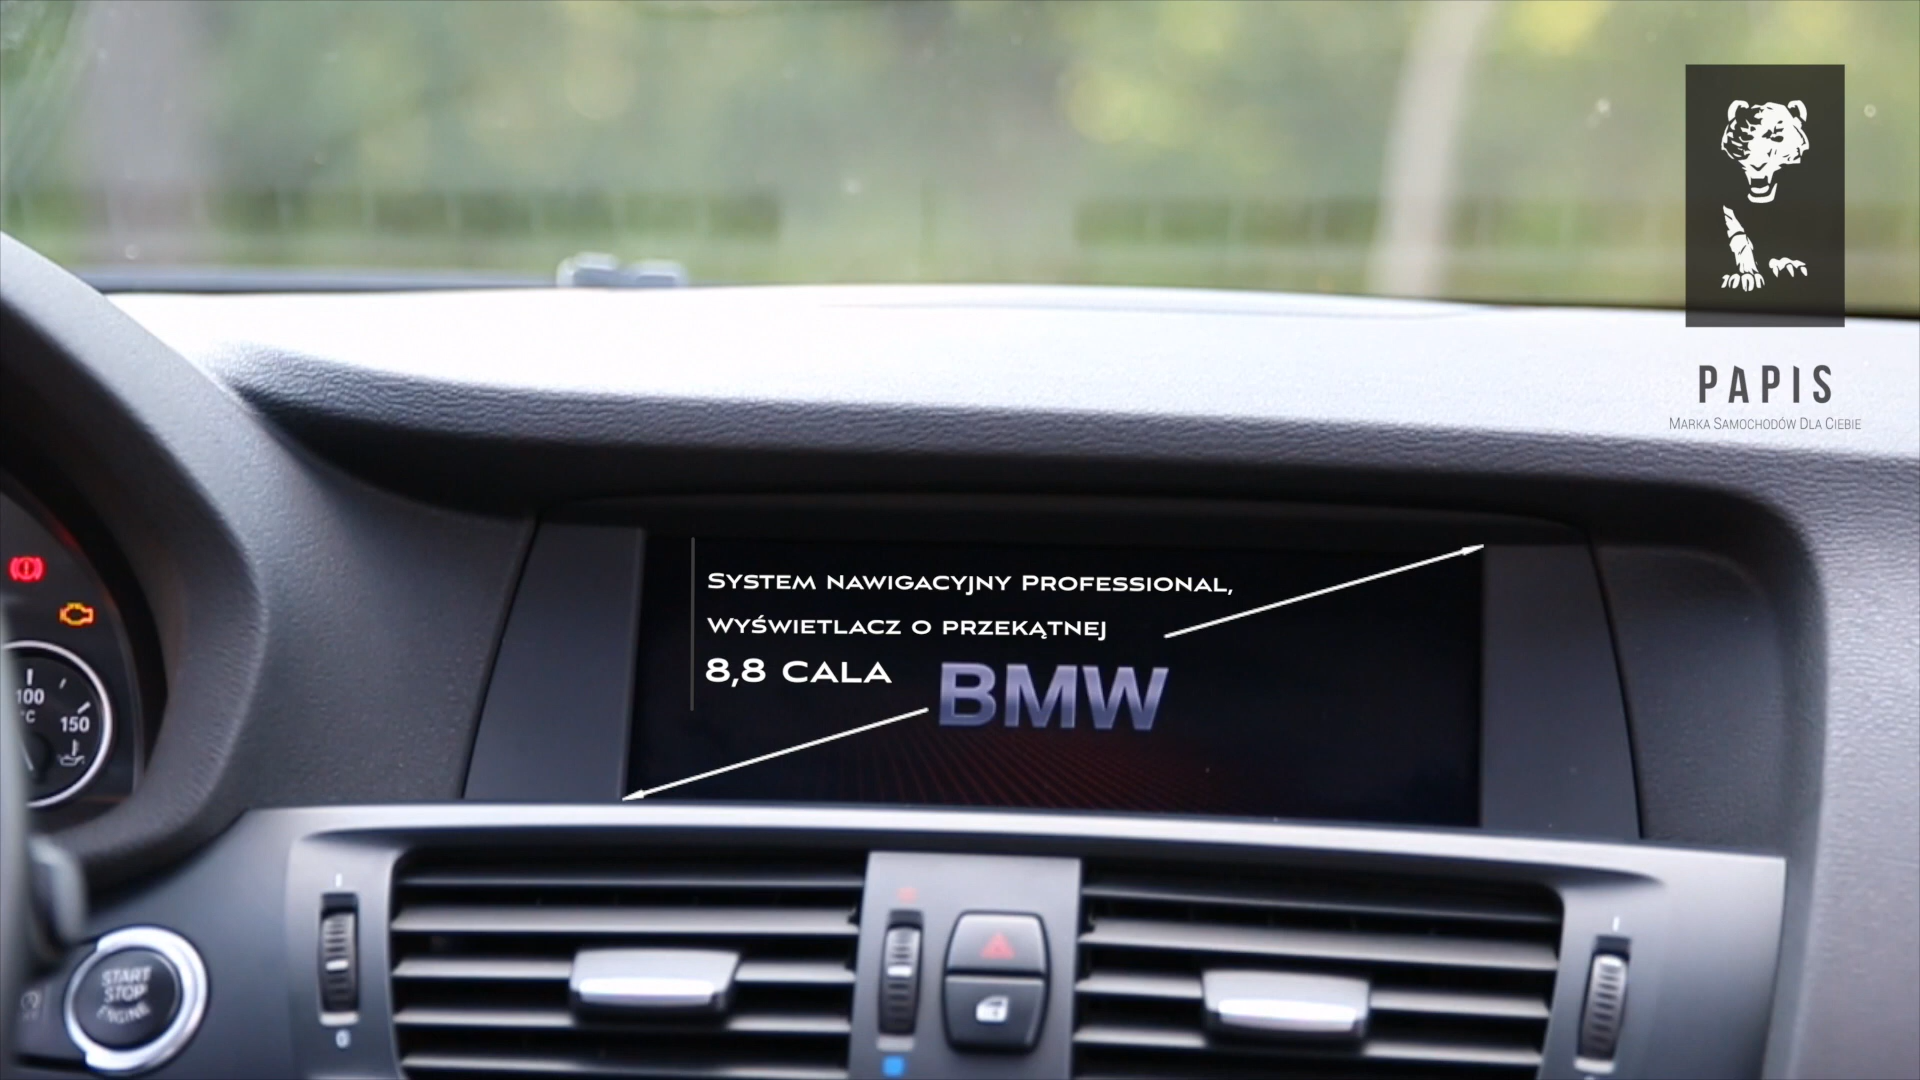 PAPIS
MARKA SAMOCHODÓW DLA CIEBIE
SYSTEM NAWIGACYJNY PROFESSIONAL,
WYŚWIETLACZ O PRZEKĄTNEJ
8,8 CALA
BMW
100
°C
150
START
STOP
ENGINE
0